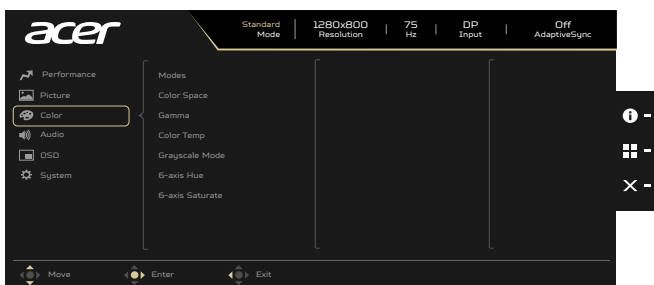 acer
Standard
Mode
1280x800
Resolution
75
Hz
DP
Input
Off
AdaptiveSync
Performance
Picture
Color
Audio
OSD
System
Modes
Color Space
Gamma
Color Temp
Grayscale Mode
6-axis Hue
6-axis Saturate
Move
Enter
Exit